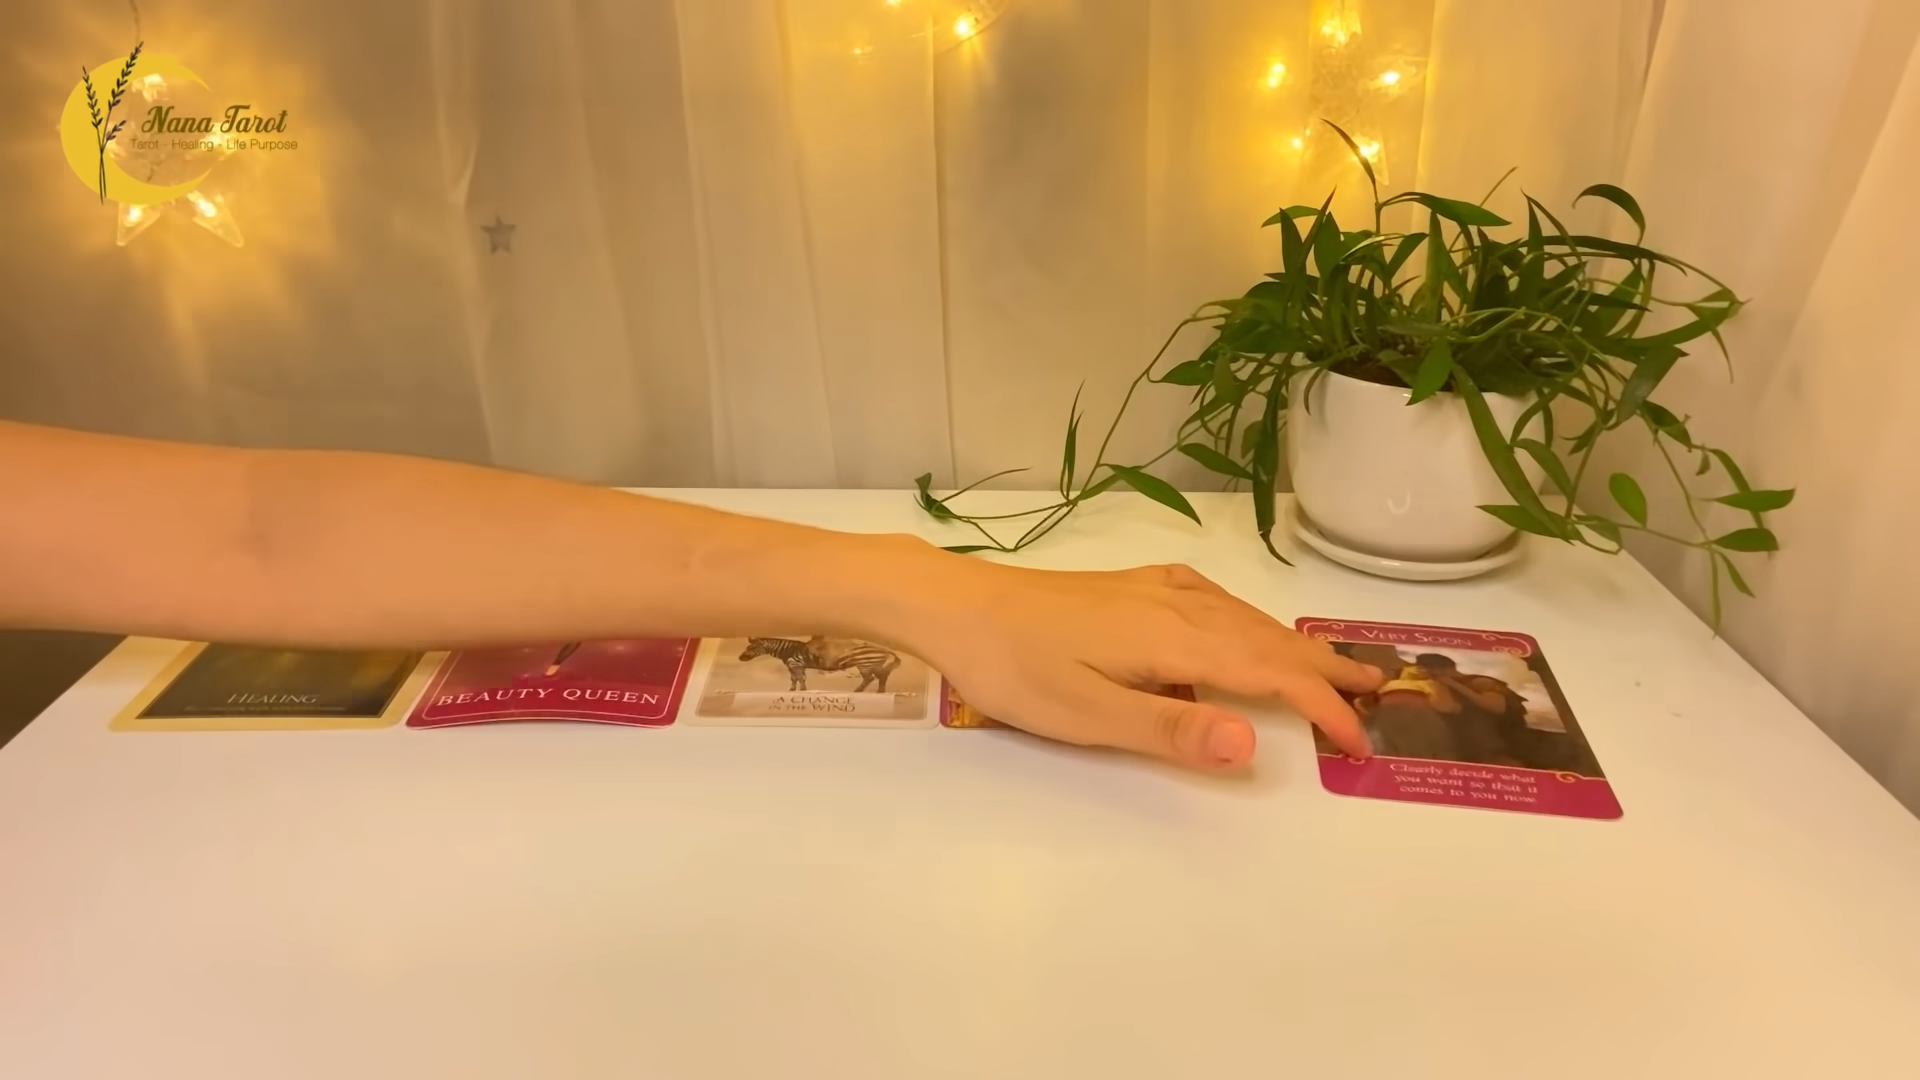 Nana Tarot
Tarot - Healing - Life Purpose
HEALING
BEAUTY QUEEN
A CHANGE
IN THE WIND
VERY SOON
Clearly decide what
you want so that it
comes to you now.